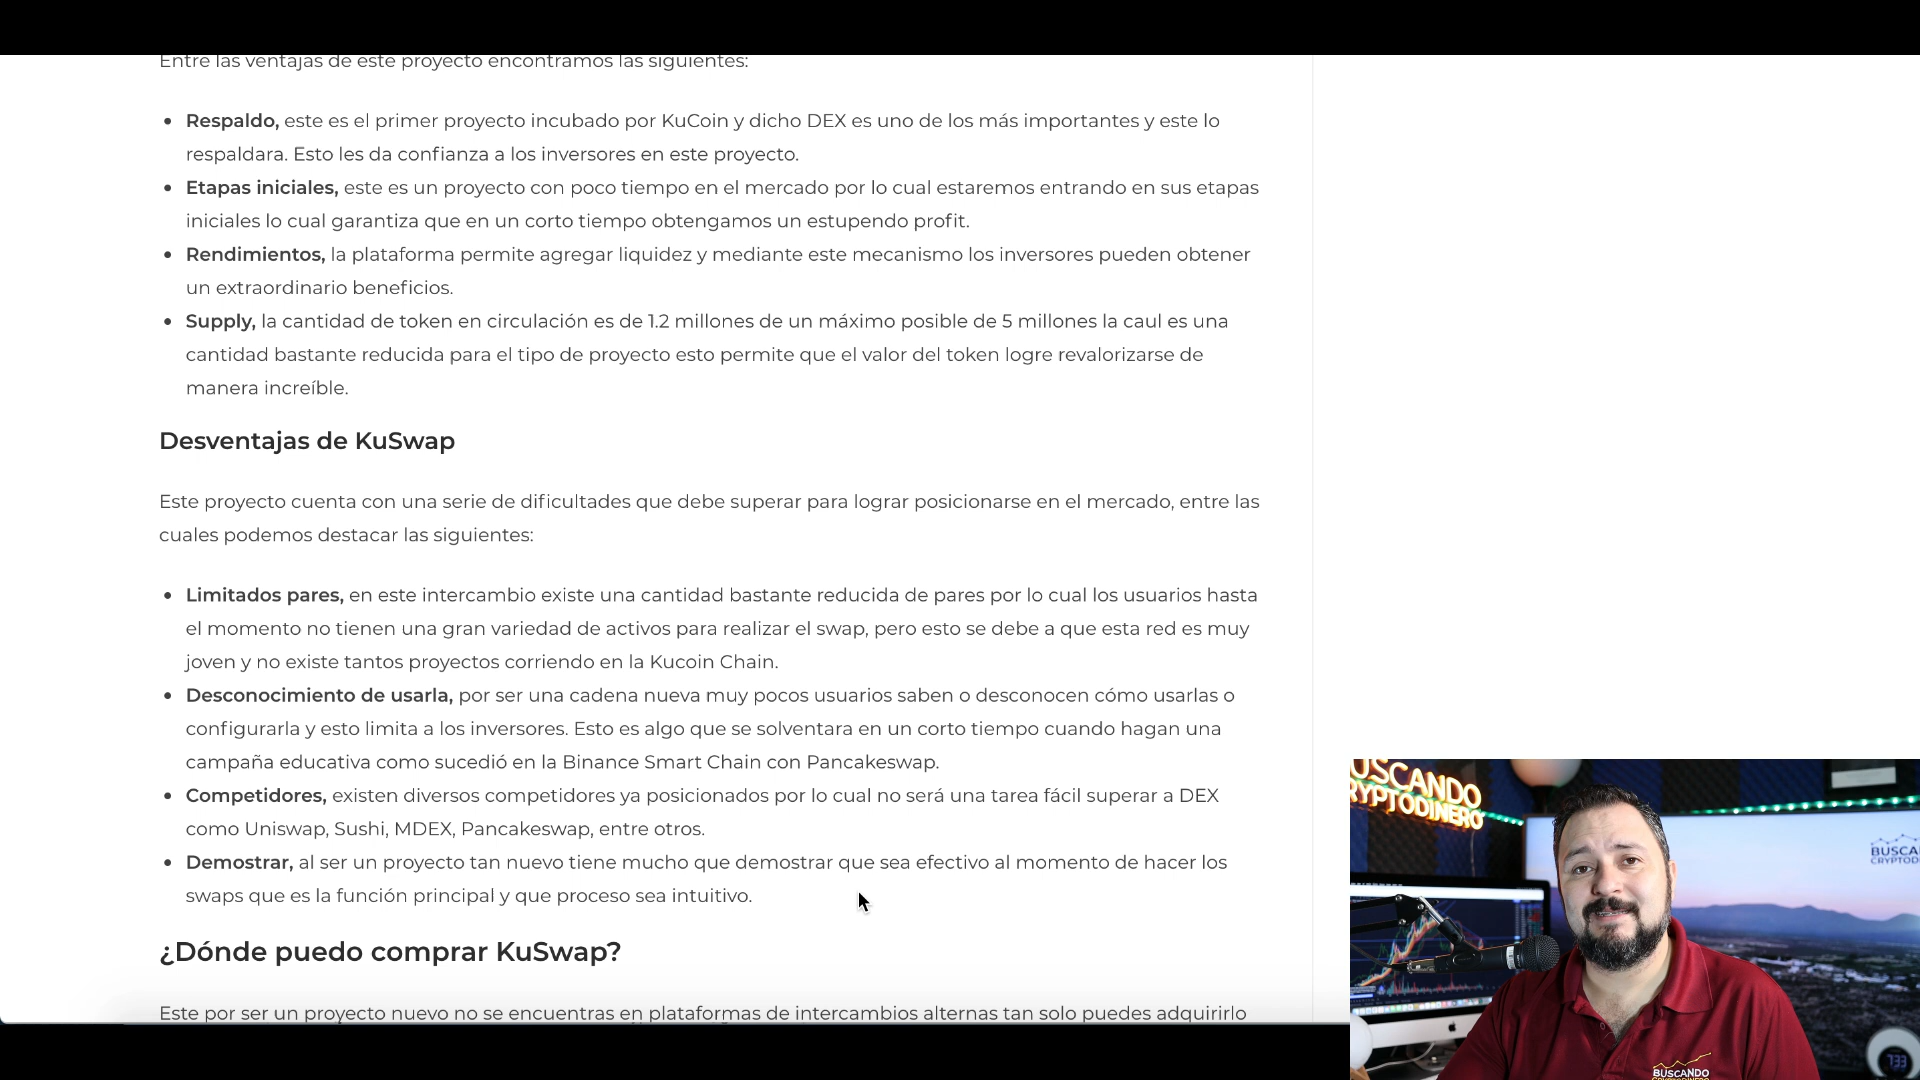 Entre las ventajas de este proyecto encontramos las siguientes:
• Respaldo, este es el primer proyecto incubado por KuCoin y dicho DEX es uno de los más importantes y este lo
respaldara. Esto les da confianza a los inversores en este proyecto.
• Etapas iniciales, este es un proyecto con poco tiempo en el mercado por lo cual estaremos entrando en sus etapas
iniciales lo cual garantiza que en un corto tiempo obtengamos un estupendo profit.
• Rendimientos, la plataforma permite agregar liquidez y mediante este mecanismo los inversores pueden obtener
un extraordinario beneficios.
• Supply, la cantidad de token en circulación es de 1.2 millones de un máximo posible de 5 millones la caul es una
cantidad bastante reducida para el tipo de proyecto esto permite que el valor del token logre revalorizarse de
manera increíble.
Desventajas de KuSwap
Este proyecto cuenta con una serie de dificultades que debe superar para lograr posicionarse en el mercado, entre las
cuales podemos destacar las siguientes:
• Limitados pares, en este intercambio existe una cantidad bastante reducida de pares por lo cual los usuarios hasta
el momento no tienen una gran variedad de activos para realizar el swap, pero esto se debe a que esta red es muy
joven y no existe tantos proyectos corriendo en la Kucoin Chain.
• Desconocimiento de usarla, por ser una cadena nueva muy pocos usuarios saben o desconocen cómo usarlas o
configurarla y esto limita a los inversores. Esto es algo que se solventara en un corto tiempo cuando hagan una
campaña educativa como sucedió en la Binance Smart Chain con Pancakeswap.
• Competidores, existen diversos competidores ya posicionados por lo cual no será una tarea fácil superar a DEX
como Uniswap, Sushi, MDEX, Pancakeswap, entre otros.
• Demostrar, al ser un proyecto tan nuevo tiene mucho que demostrar que sea efectivo al momento de hacer los
swaps que es la función principal y que proceso sea intuitivo.
¿Dónde puedo comprar KuSwap?
Este por ser un proyecto nuevo no se encuentras en plataformas de intercambios alternas tan solo puedes adquirirlo
USCANDO
RYPTODINERO
BUSCA
CRYPTOD
BUSCANDO
733